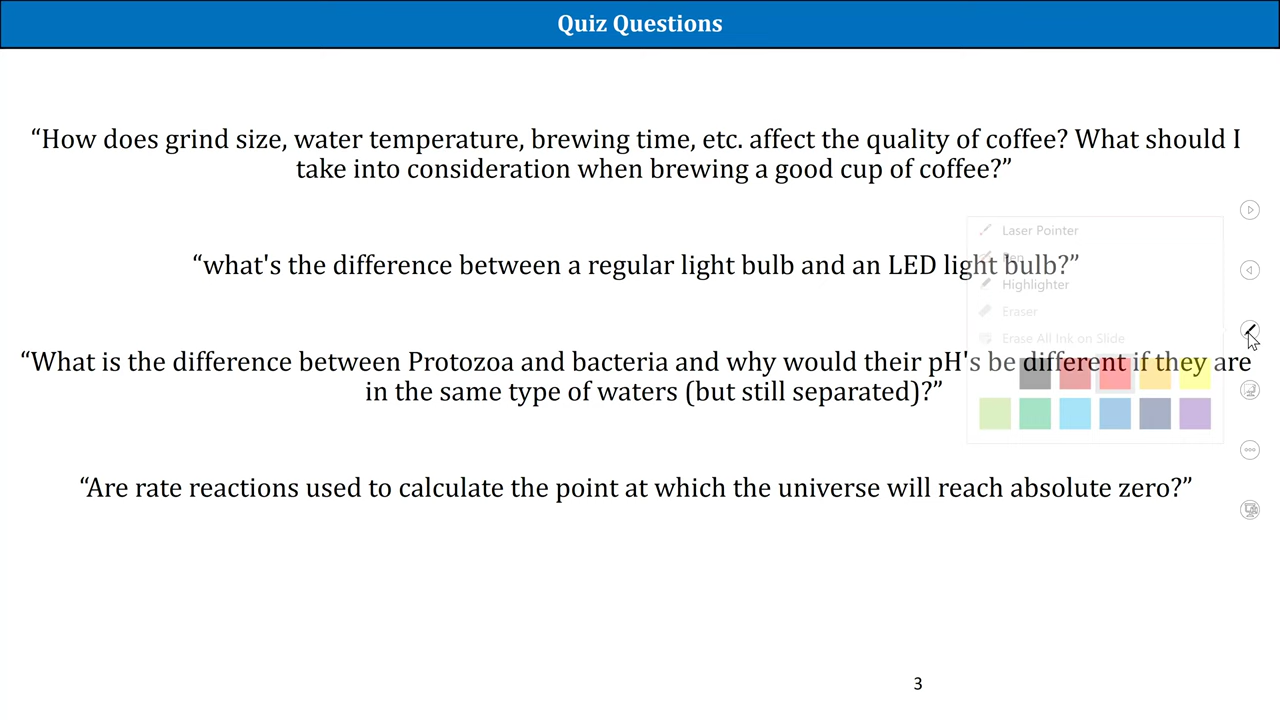 Quiz Questions
“How does grind size, water temperature, brewing time, etc. affect the quality of coffee? What should I
take into consideration when brewing a good cup of coffee?”
“what's the difference between a regular light bulb and an LED light bulb?”
“What is the difference between Protozoa and bacteria and why would their pH's be different if they are
in the same type of waters (but still separated)?”
“Are rate reactions used to calculate the point at which the universe will reach absolute zero?”
Laser Pointer
Pen
Highlighter
Eraser
Erase All Ink on Slide
3